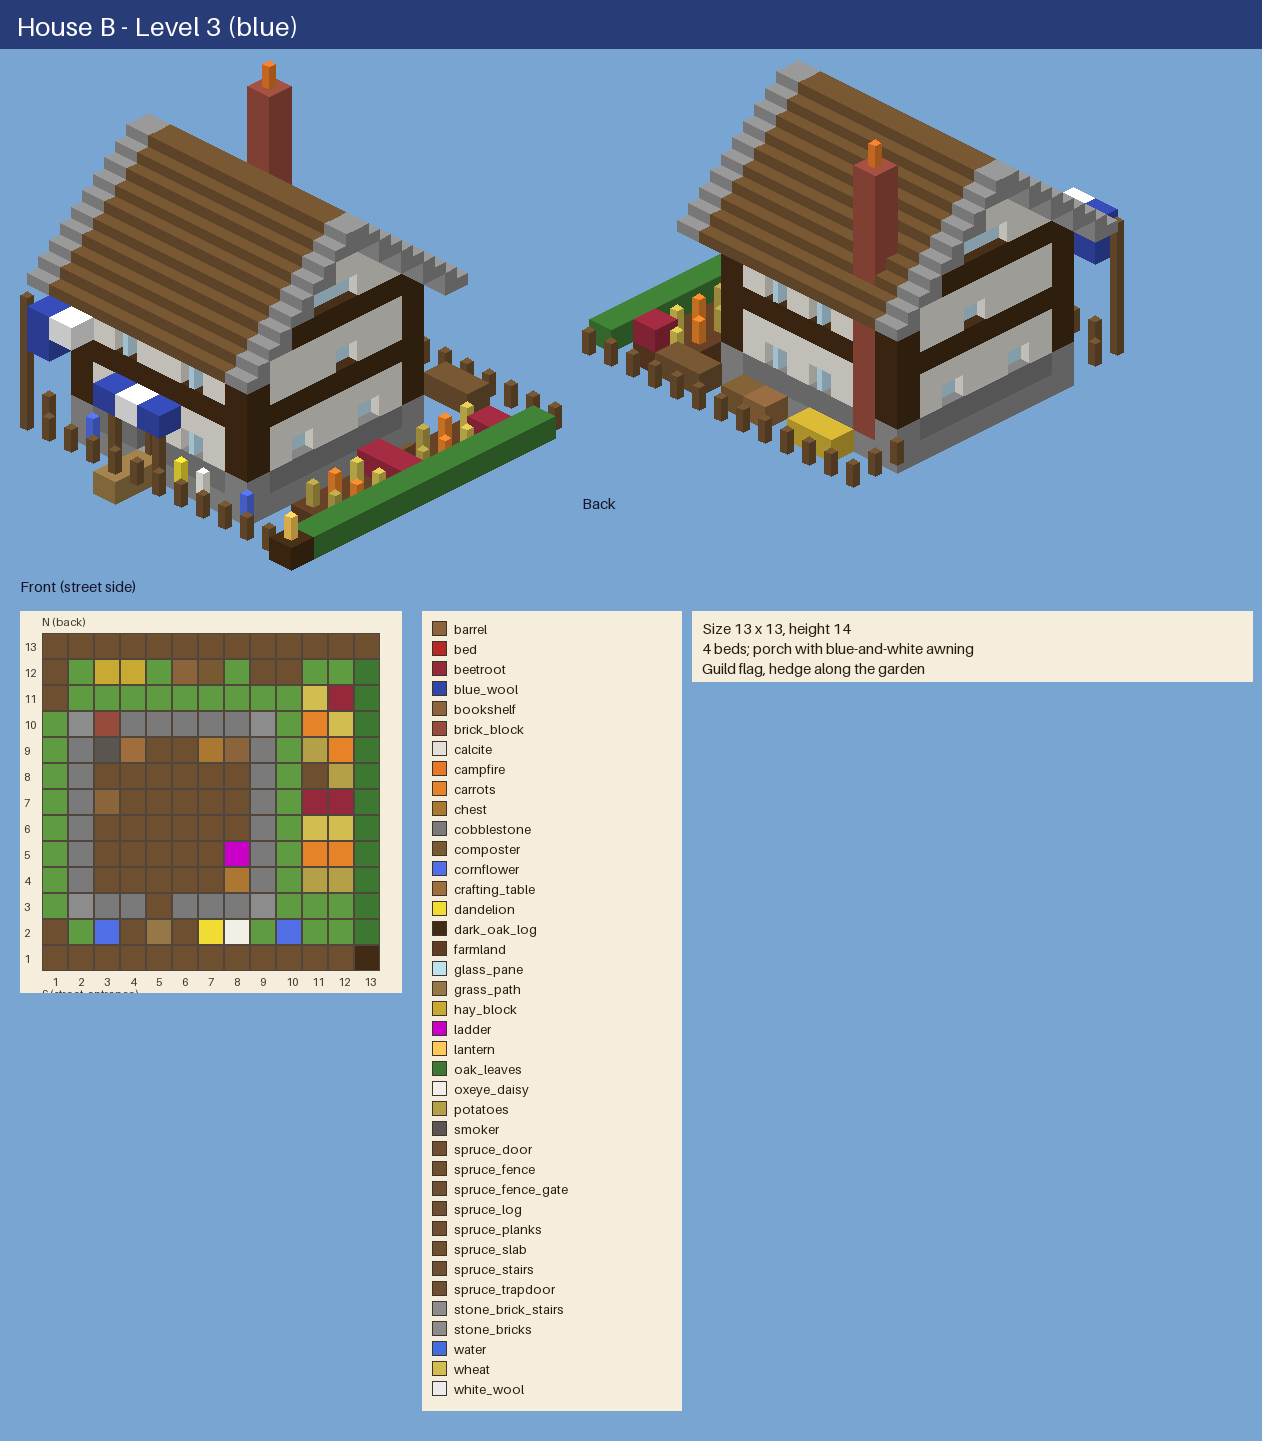 House B - Level 3 (blue)
Back
Front (street side)
N (back)
13
12
11
10
9
8
7
6
5
4
3
2
1
1 2 3 4 5 6 7 8 9 10 11 12 13
S (street entrance)
barrel
bed
beetroot
blue_wool
bookshelf
brick_block
calcite
campfire
carrots
chest
cobblestone
composter
cornflower
crafting_table
dandelion
dark_oak_log
farmland
glass_pane
grass_path
hay_block
ladder
lantern
oak_leaves
oxeye_daisy
potatoes
smoker
spruce_door
spruce_fence
spruce_fence_gate
spruce_log
spruce_planks
spruce_slab
spruce_stairs
spruce_trapdoor
stone_brick_stairs
stone_bricks
water
wheat
white_wool
Size 13 x 13, height 14
4 beds; porch with blue-and-white awning
Guild flag, hedge along the garden